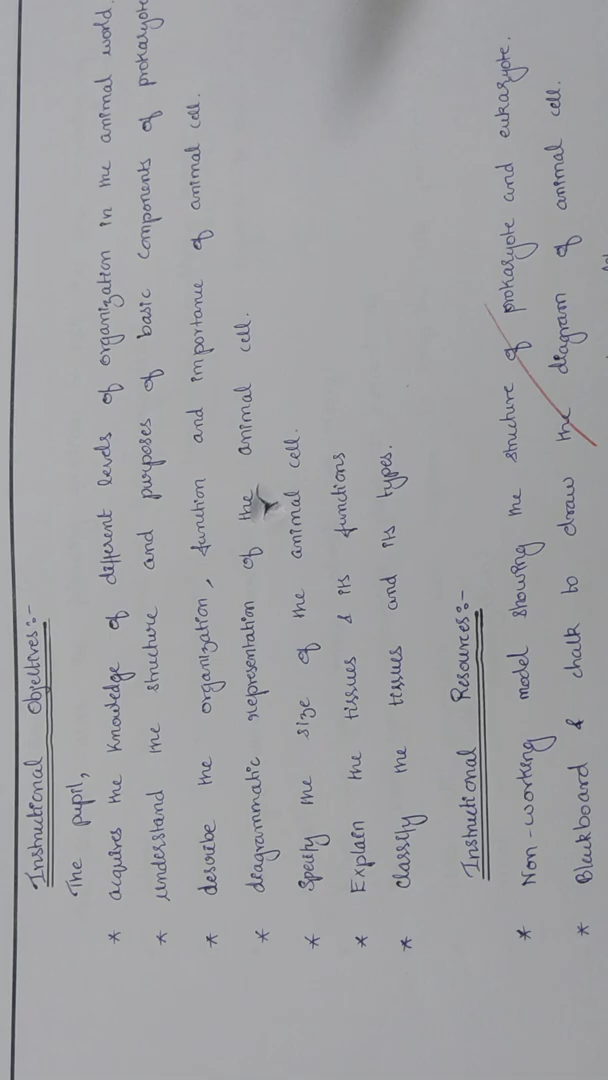 Instructional Objectives:-
The pupil,
* acquires the knowledge of different levels of organization in the animal world.
* understand the structure and purposes of basic components of prokaryote
* describe the organization, function and importance of animal cell.
* diagrammatic representation of the animal cell.
* Specify the size of the animal cell.
* Explain the tissues & its functions
* classify the tissues and its types.
Instructional Resources:-
* Non-working model showing the structure of prokaryote and eukaryote.
* Blackboard & chalk to draw the diagram of animal cell.